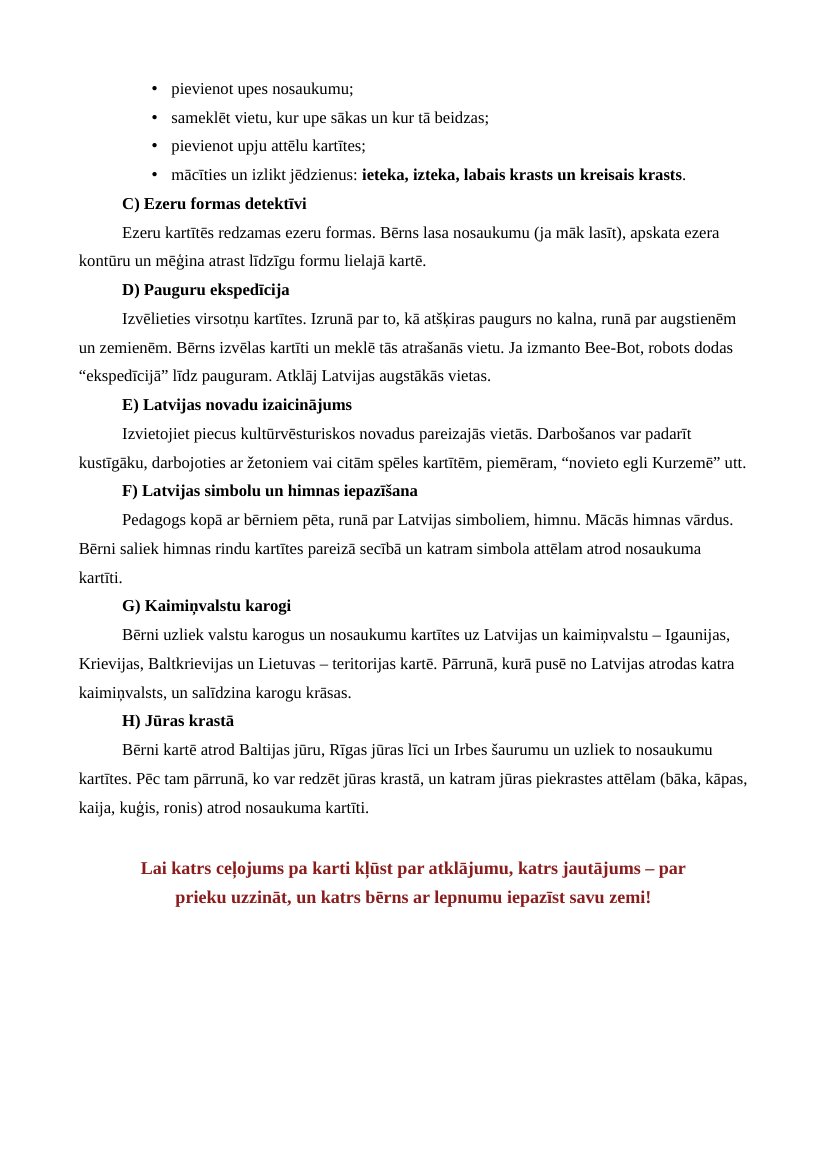 • pievienot upes nosaukumu;
• sameklēt vietu, kur upe sākas un kur tā beidzas;
• pievienot upju attēlu kartītes;
• mācīties un izlikt jēdzienus: ieteka, izteka, labais krasts un kreisais krasts.
C) Ezeru formas detektīvi
Ezeru kartītēs redzamas ezeru formas. Bērns lasa nosaukumu (ja māk lasīt), apskata ezera
kontūru un mēģina atrast līdzīgu formu lielajā kartē.
D) Pauguru ekspedīcija
Izvēlieties virsotņu kartītes. Izrunā par to, kā atšķiras paugurs no kalna, runā par augstienēm
un zemienēm. Bērns izvēlas kartīti un meklē tās atrašanās vietu. Ja izmanto Bee-Bot, robots dodas
“ekspedīcijā” līdz pauguram. Atklāj Latvijas augstākās vietas.
E) Latvijas novadu izaicinājums
Izvietojiet piecus kultūrvēsturiskos novadus pareizajās vietās. Darbošanos var padarīt
kustīgāku, darbojoties ar žetoniem vai citām spēles kartītēm, piemēram, “novieto egli Kurzemē” utt.
F) Latvijas simbolu un himnas iepazīšana
Pedagogs kopā ar bērniem pēta, runā par Latvijas simboliem, himnu. Mācās himnas vārdus.
Bērni saliek himnas rindu kartītes pareizā secībā un katram simbola attēlam atrod nosaukuma
kartīti.
G) Kaimiņvalstu karogi
Bērni uzliek valstu karogus un nosaukumu kartītes uz Latvijas un kaimiņvalstu – Igaunijas,
Krievijas, Baltkrievijas un Lietuvas – teritorijas kartē. Pārrunā, kurā pusē no Latvijas atrodas katra
kaimiņvalsts, un salīdzina karogu krāsas.
H) Jūras krastā
Bērni kartē atrod Baltijas jūru, Rīgas jūras līci un Irbes šaurumu un uzliek to nosaukumu
kartītes. Pēc tam pārrunā, ko var redzēt jūras krastā, un katram jūras piekrastes attēlam (bāka, kāpas,
kaija, kuģis, ronis) atrod nosaukuma kartīti.
Lai katrs ceļojums pa karti kļūst par atklājumu, katrs jautājums – par
prieku uzzināt, un katrs bērns ar lepnumu iepazīst savu zemi!